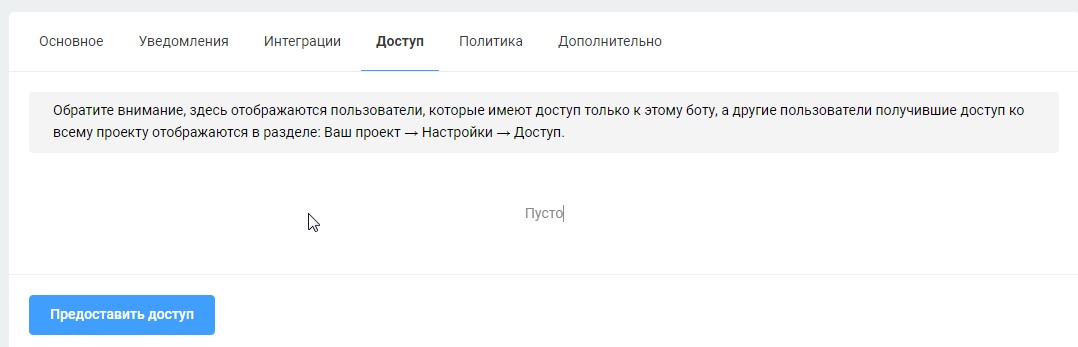 Основное Уведомления Интеграции Доступ Политика Дополнительно
Обратите внимание, здесь отображаются пользователи, которые имеют доступ только к этому боту, а другие пользователи получившие доступ ко
всему проекту отображаются в разделе: Ваш проект → Настройки → Доступ.
Пусто
Предоставить доступ